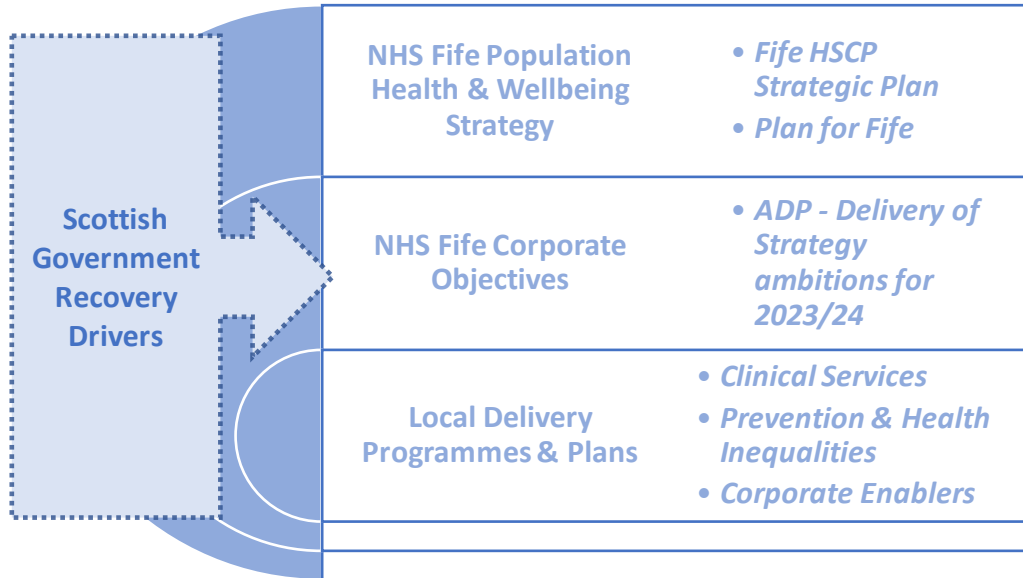 Scottish
Government
Recovery
Drivers
NHS Fife Population
Health & Wellbeing
Strategy
• Fife HSCP
Strategic Plan
• Plan for Fife
NHS Fife Corporate
Objectives
• ADP - Delivery of
Strategy
ambitions for
2023/24
Local Delivery
Programmes & Plans
• Clinical Services
• Prevention & Health
Inequalities
• Corporate Enablers